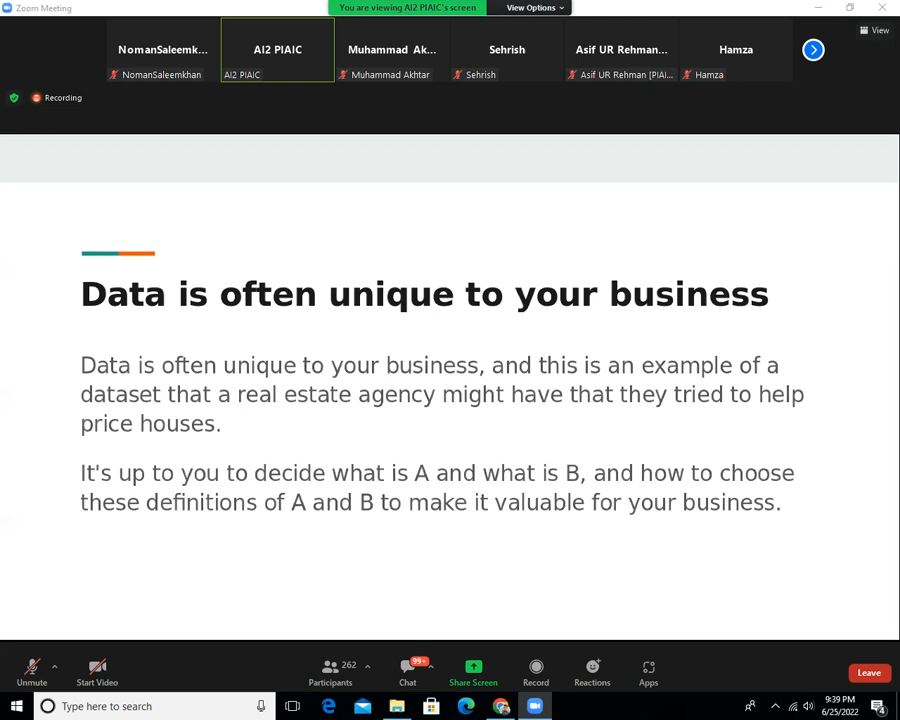 Zoom Meeting
You are viewing AI2 PIAIC's screen
View Options
NomanSaleemk...
AI2 PIAIC
Muhammad Ak...
Sehrish
Asif UR Rehman...
Hamza
View
NomanSaleemkhan
AI2 PIAIC
Muhammad Akhtar
Sehrish
Asif UR Rehman [PIAI...
Hamza
Recording
Data is often unique to your business
Data is often unique to your business, and this is an example of a
dataset that a real estate agency might have that they tried to help
price houses.
It's up to you to decide what is A and what is B, and how to choose
these definitions of A and B to make it valuable for your business.
262
99+
Unmute
Start Video
Participants
Chat
Share Screen
Record
Reactions
Apps
Leave
Type here to search
9:39 PM
6/25/2022
4